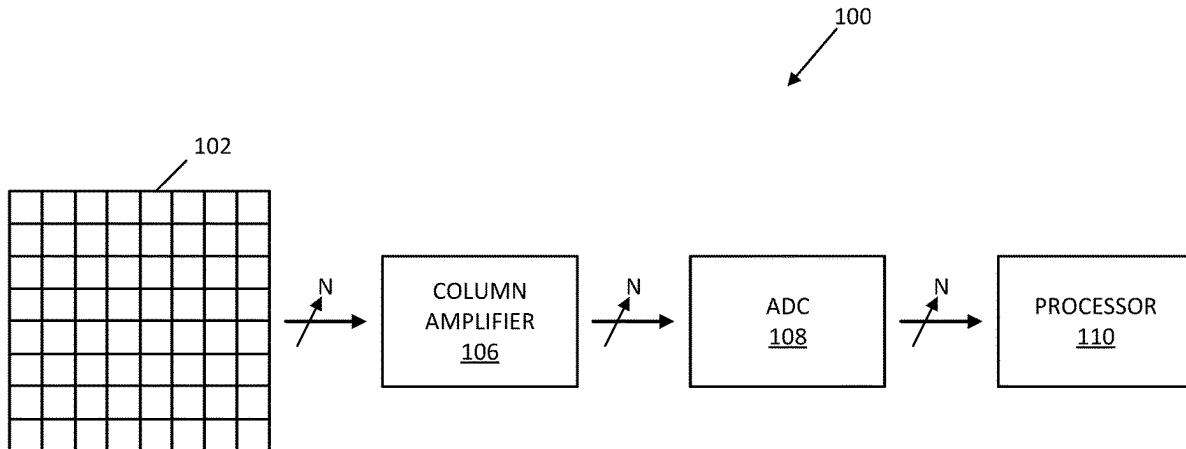 100
102
N
COLUMN
AMPLIFIER
106
N
ADC
108
N
PROCESSOR
110